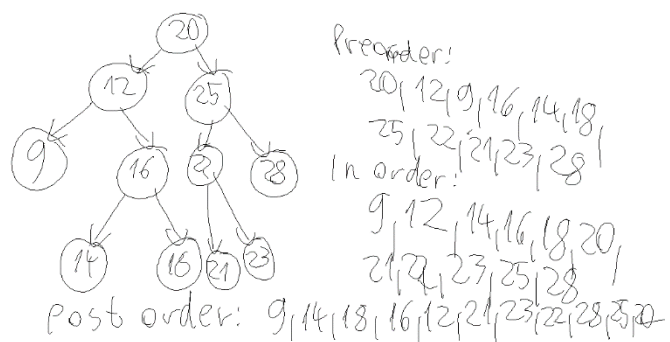 20
12
25
9
16
28
14
16
21
23
Preorder:
20, 12, 9, 16, 14, 18,
25, 22, 21, 23, 28
In order:
9, 12, 14, 16, 18, 20,
21, 22, 23, 25, 28
post order: 9, 14, 18, 16, 12, 21, 23, 22, 28, 25, 20